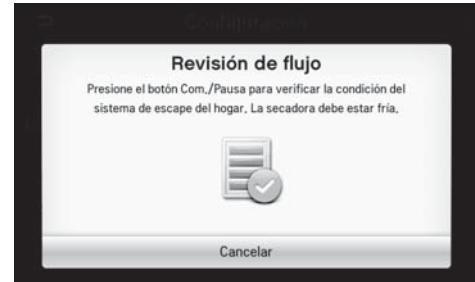 Configuración
Revisión de flujo
Presione el botón Com./Pausa para verificar la condición del
sistema de escape del hogar. La secadora debe estar fría.
Cancelar